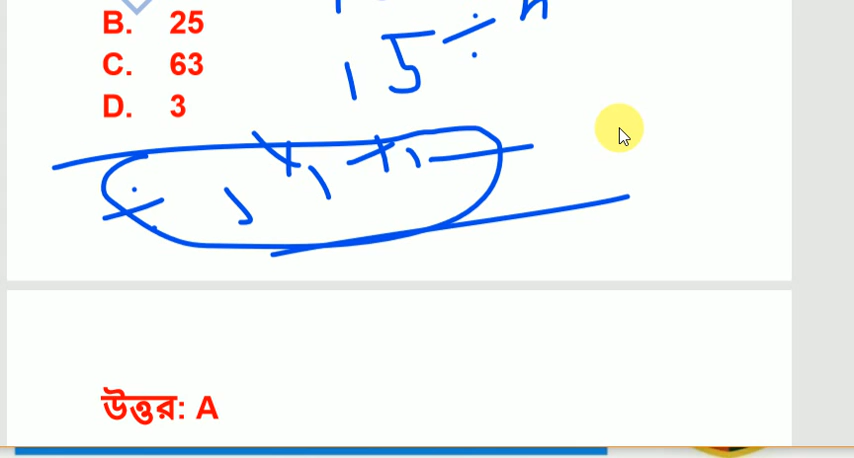 B. 25
15 ÷
C. 63
D. 3
÷ , + , × , -
উত্তর: A